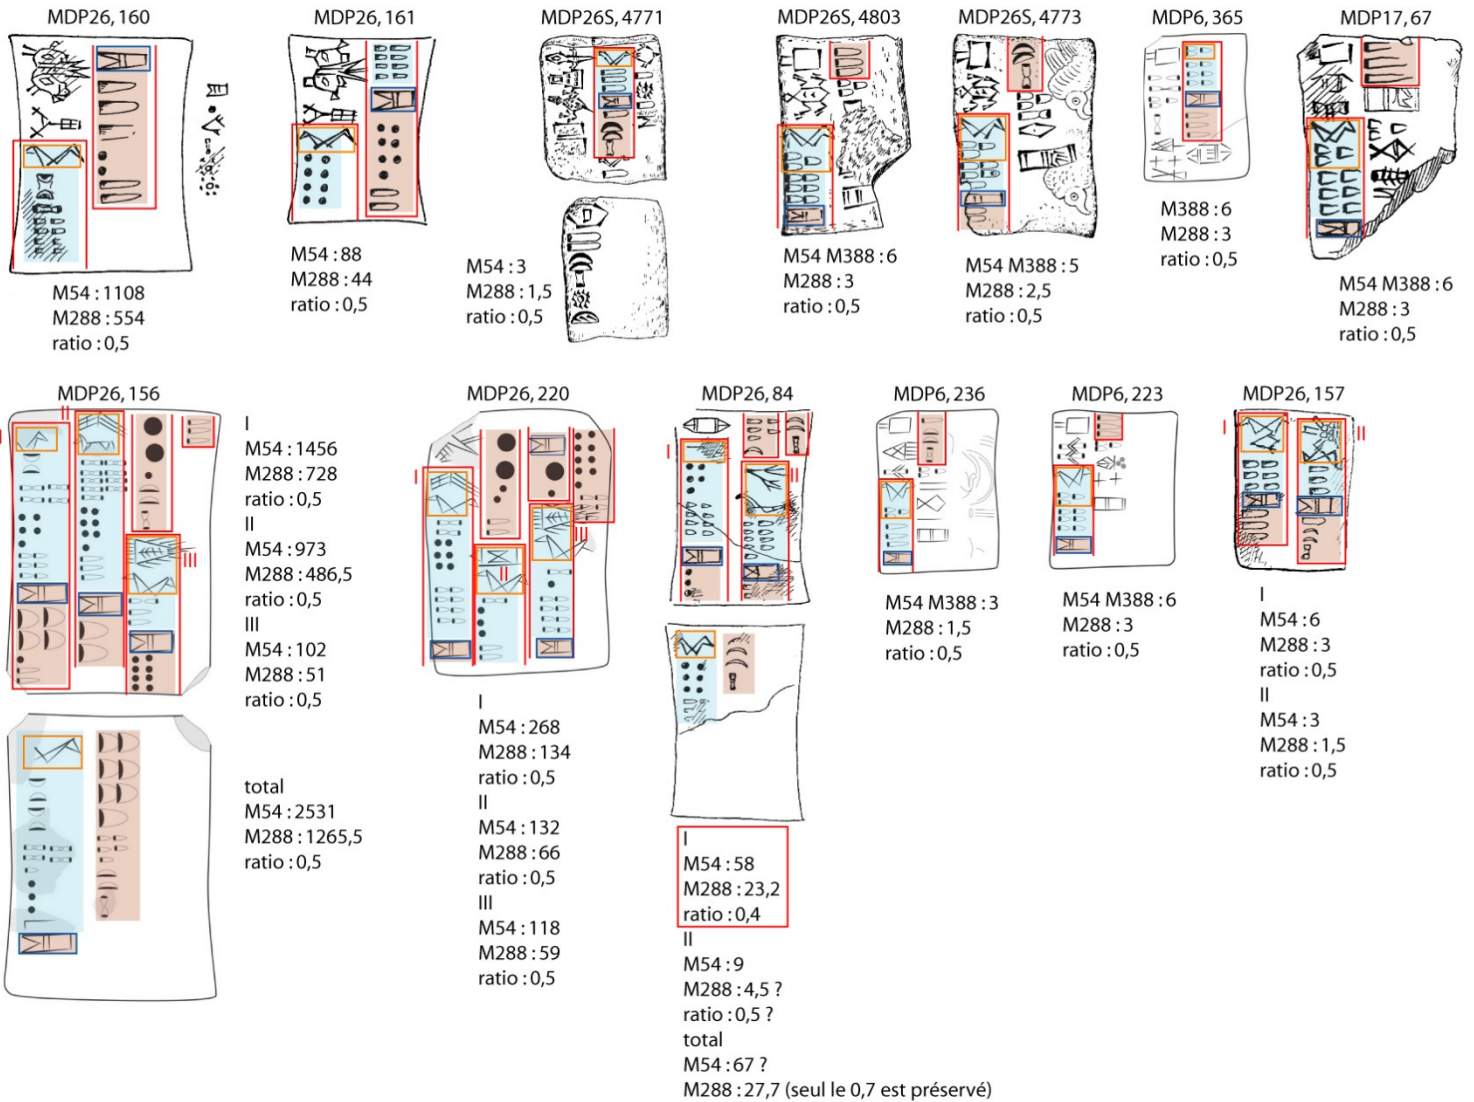 MDP26, 160
M54 : 1108
M288 : 554
ratio : 0,5
MDP26, 161
M54 : 88
M288 : 44
ratio : 0,5
MDP26S, 4771
M54 : 3
M288 : 1,5
ratio : 0,5
MDP26S, 4803
M54 M388 : 6
M288 : 3
ratio : 0,5
MDP26S, 4773
M54 M388 : 5
M288 : 2,5
ratio : 0,5
MDP6, 365
M388 : 6
M288 : 3
ratio : 0,5
MDP17, 67
M54 M388 : 6
M288 : 3
ratio : 0,5
MDP26, 156
I
II
III
I
M54 : 1456
M288 : 728
ratio : 0,5
II
M54 : 973
M288 : 486,5
ratio : 0,5
III
M54 : 102
M288 : 51
ratio : 0,5
total
M54 : 2531
M288 : 1265,5
ratio : 0,5
MDP26, 220
I
II
III
I
M54 : 268
M288 : 134
ratio : 0,5
II
M54 : 132
M288 : 66
ratio : 0,5
III
M54 : 118
M288 : 59
ratio : 0,5
MDP26, 84
I
II
I
M54 : 58
M288 : 23,2
ratio : 0,4
II
M54 : 9
M288 : 4,5 ?
ratio : 0,5 ?
total
M54 : 67 ?
M288 : 27,7 (seul le 0,7 est préservé)
MDP6, 236
M54 M388 : 3
M288 : 1,5
ratio : 0,5
MDP6, 223
M54 M388 : 6
M288 : 3
ratio : 0,5
MDP26, 157
I
II
I
M54 : 6
M288 : 3
ratio : 0,5
II
M54 : 3
M288 : 1,5
ratio : 0,5